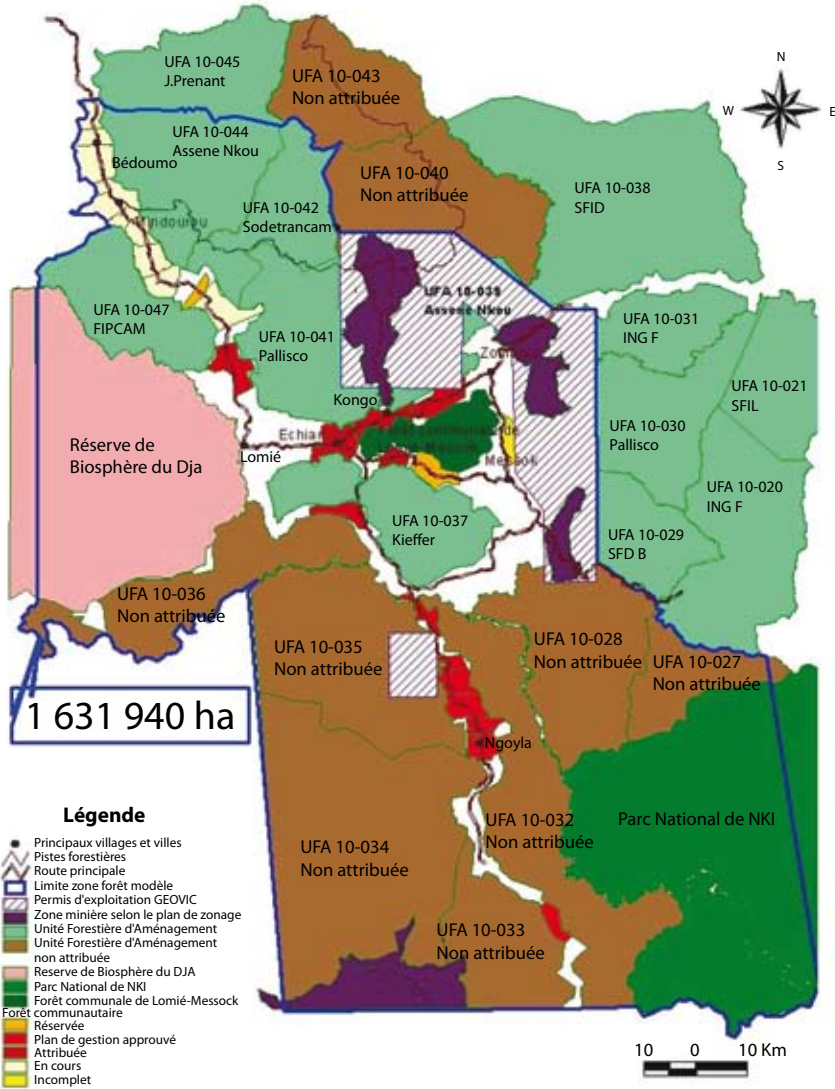 UFA 10-045
J.Prenant
UFA 10-043
Non attribuée
N
W
E
S
UFA 10-044
Assene Nkou
Bédoumo
UFA 10-040
Non attribuée
UFA 10-038
SFID
UFA 10-042
Sodetrancam
Mindourou
UFA 10-047
FIPCAM
UFA 10-039
Assene Nkou
UFA 10-031
ING F
UFA 10-041
Pallisco
UFA 10-021
SFIL
Kongo
UFA 10-030
Pallisco
Réserve de
Biosphère du Dja
Lomié
Messok
UFA 10-020
ING F
UFA 10-037
Kieffer
UFA 10-029
SFD B
UFA 10-036
Non attribuée
UFA 10-035
Non attribuée
UFA 10-028
Non attribuée
UFA 10-027
Non attribuée
1 631 940 ha
Ngoyla
UFA 10-032
Non attribuée
Parc National de NKI
UFA 10-034
Non attribuée
UFA 10-033
Non attribuée
Légende
Principaux villages et villes
Pistes forestières
Route principale
Limite zone forêt modèle
Permis d'exploitation GEOVIC
Zone minière selon le plan de zonage
Unité Forestière d'Aménagement
Unité Forestière d'Aménagement
non attribuée
Reserve de Biosphère du DJA
Parc National de NKI
Forêt communale de Lomié-Messock
Forêt communautaire
Réservée
Plan de gestion approuvé
Attribuée
En cours
Incomplet
10 0 10 Km